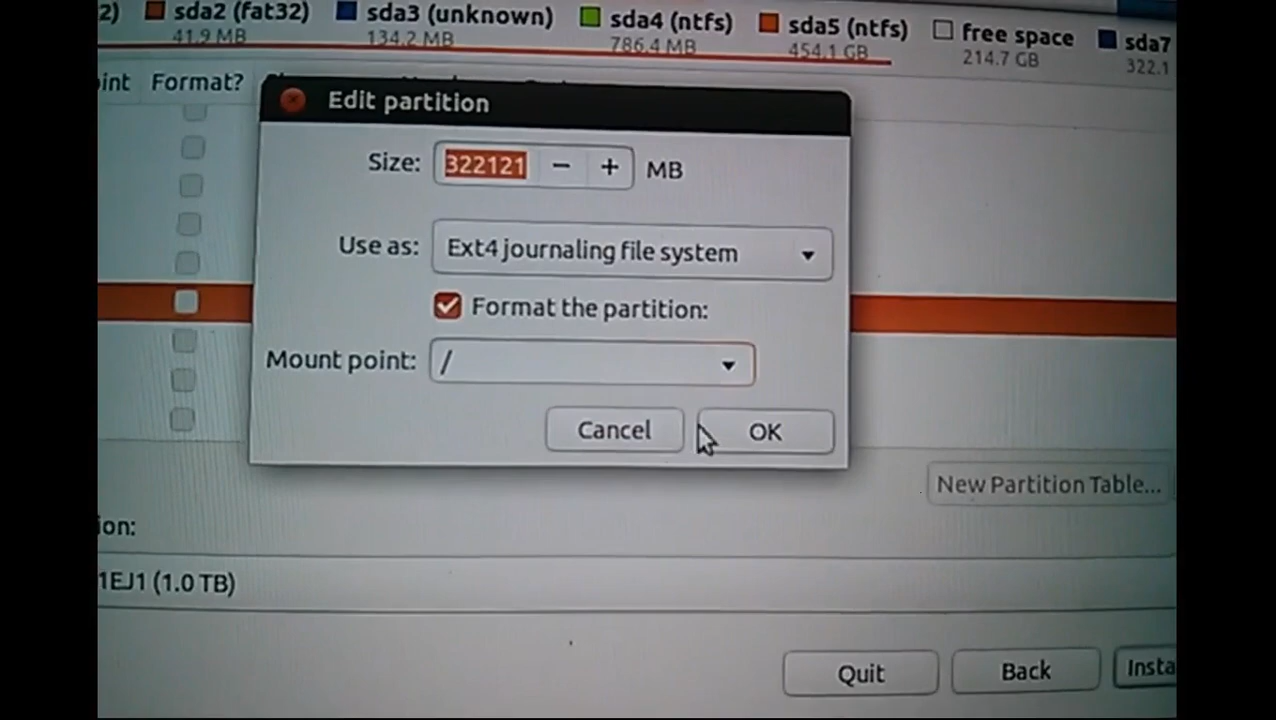 2) sda2 (fat32) sda3 (unknown) sda4 (ntfs) sda5 (ntfs) free space sda7
41.9 MB 134.2 MB 786.4 MB 454.1 GB 214.7 GB 322.1
int Format?
Edit partition
Size: 322121 − + MB
Use as: Ext4 journaling file system
Format the partition:
Mount point: /
Cancel OK
New Partition Table...
ion:
1EJ1 (1.0 TB)
Quit Back Insta